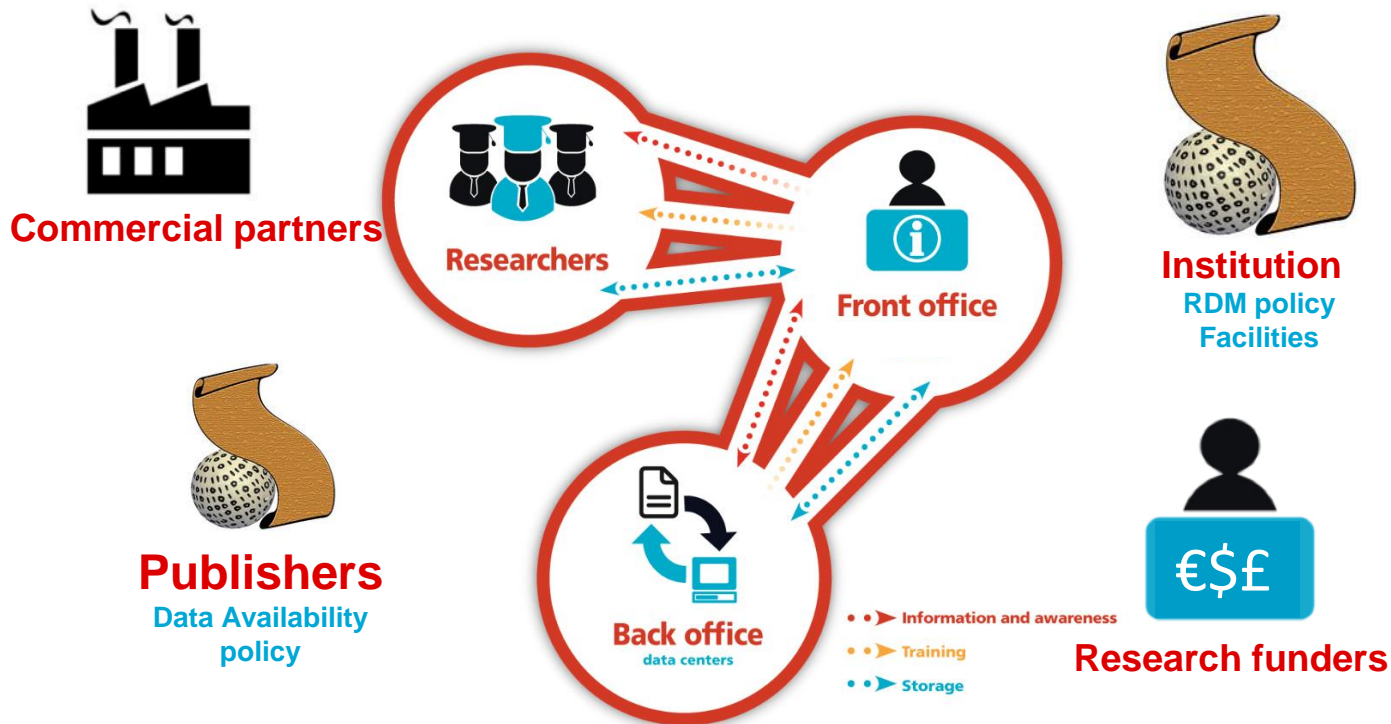 Commercial partners
Researchers
Front office
Institution
RDM policy
Facilities
Publishers
Data Availability
policy
Back office
data centers
Information and awareness
Training
Storage
€$£
Research funders